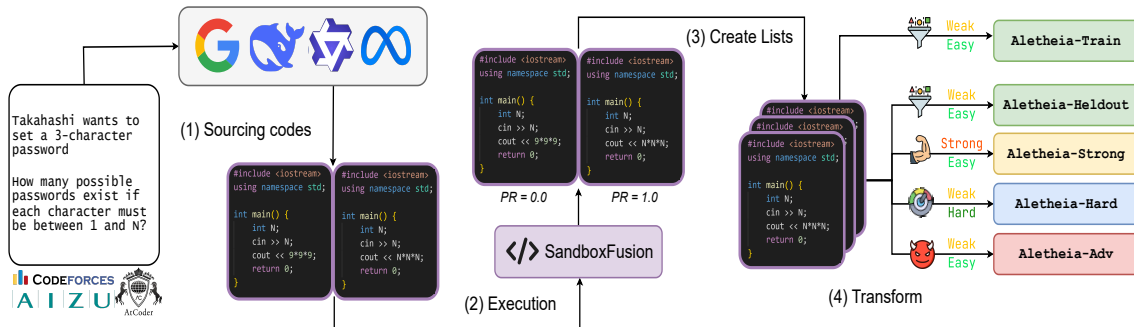 Takahashi wants to
set a 3-character
password
How many possible
passwords exist if
each character must
be between 1 and N?
CODEFORCES
AIZU
AtCoder
(1) Sourcing codes
#include <iostream>
using namespace std;
int main() {
int N;
cin >> N;
cout << 9*9*9;
return 0;
}
#include <iostream>
using namespace std;
int main() {
int N;
cin >> N;
cout << N*N*N;
return 0;
}
(2) Execution
</> SandboxFusion
#include <iostream>
using namespace std;
int main() {
int N;
cin >> N;
cout << 9*9*9;
return 0;
}
PR = 0.0
#include <iostream>
using namespace std;
int main() {
int N;
cin >> N;
cout << N*N*N;
return 0;
}
PR = 1.0
(3) Create Lists
#include <iostream>
#include <iostream>
#include <iostream>
using namespace std;
int main() {
int N;
cin >> N;
cout << N*N*N;
return 0;
}
(4) Transform
Weak
Easy
Aletheia-Train
Weak
Easy
Aletheia-Heldout
Strong
Easy
Aletheia-Strong
Weak
Hard
Aletheia-Hard
Weak
Easy
Aletheia-Adv